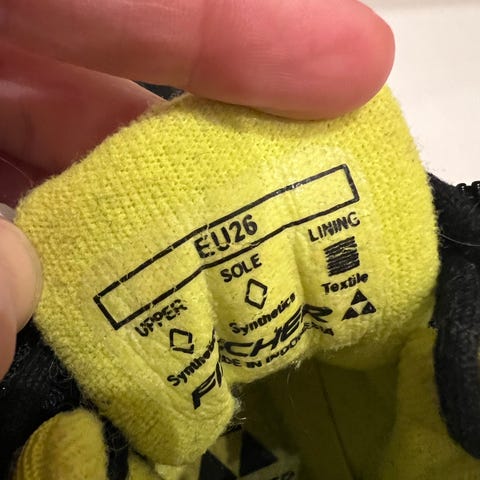 EU26
UPPER SOLE LINING
Synthetics Synthetics Textile
FISCHER
MADE IN INDONESIA